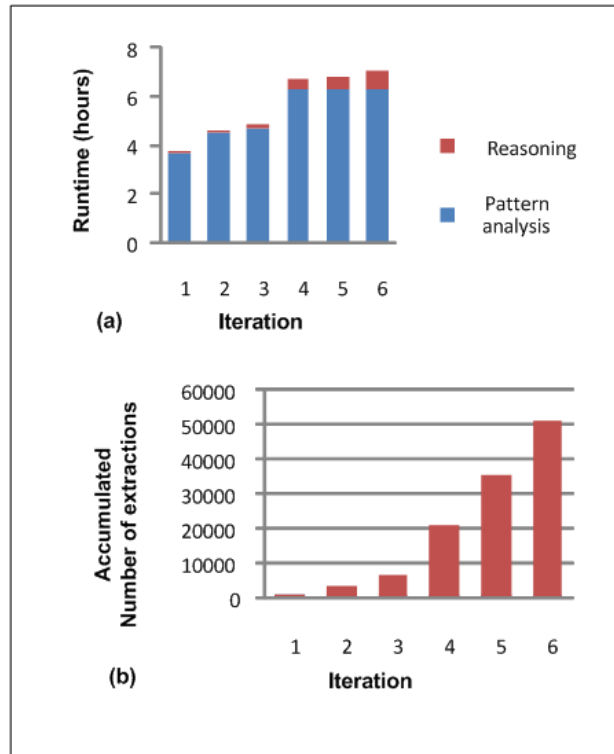 8
6
4
2
0
Runtime (hours)
Reasoning
Pattern
analysis
1 2 3 4 5 6
(a)
Iteration
60000
50000
40000
30000
20000
10000
0
Accumulated
Number of extractions
1 2 3 4 5 6
(b)
Iteration